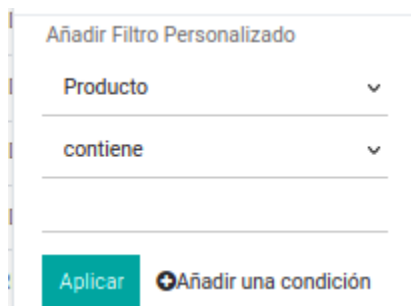 Añadir Filtro Personalizado
Producto
contiene
Aplicar Añadir una condición